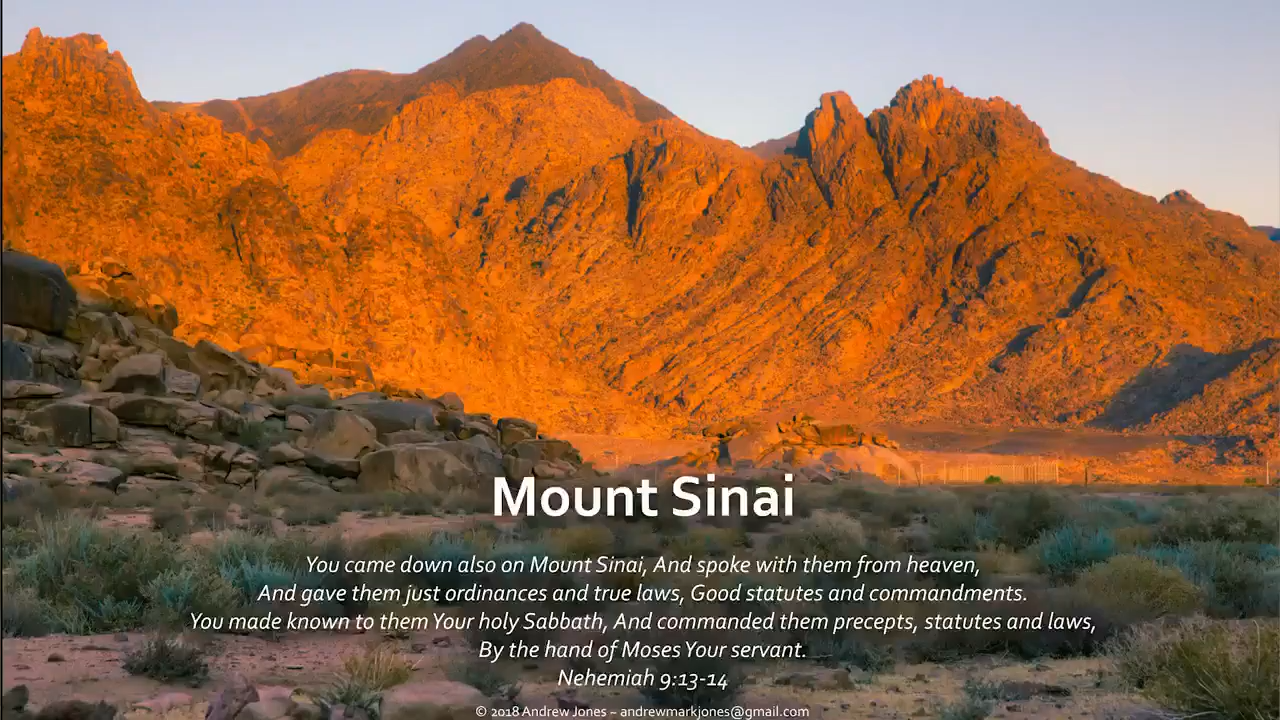 Mount Sinai
You came down also on Mount Sinai, And spoke with them from heaven,
And gave them just ordinances and true laws, Good statutes and commandments.
You made known to them Your holy Sabbath, And commanded them precepts, statutes and laws,
By the hand of Moses Your servant.
Nehemiah 9:13-14
© 2018 Andrew Jones – andrewmarkjones@gmail.com